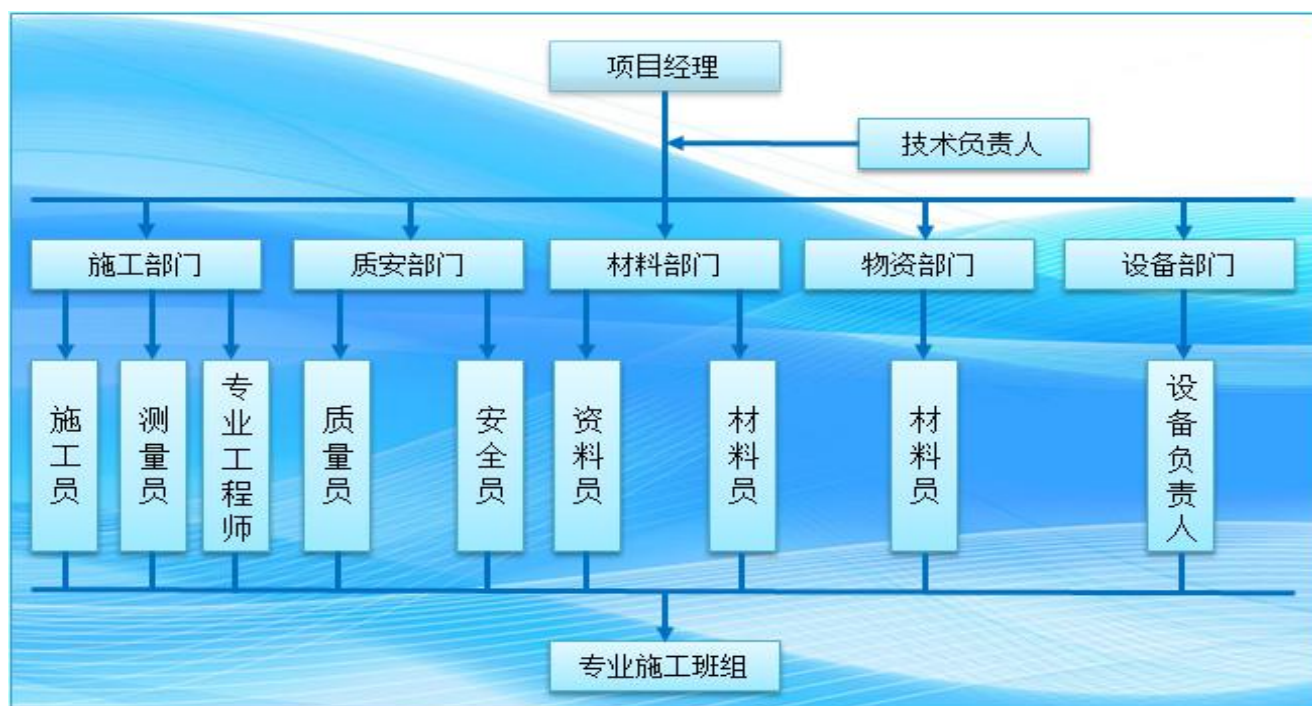 项目经理
技术负责人
施工部门
质安部门
材料部门
物资部门
设备部门
施工员
测量员
专业工程师
质量员
安全员
资料员
材料员
材料员
设备负责人
专业施工班组